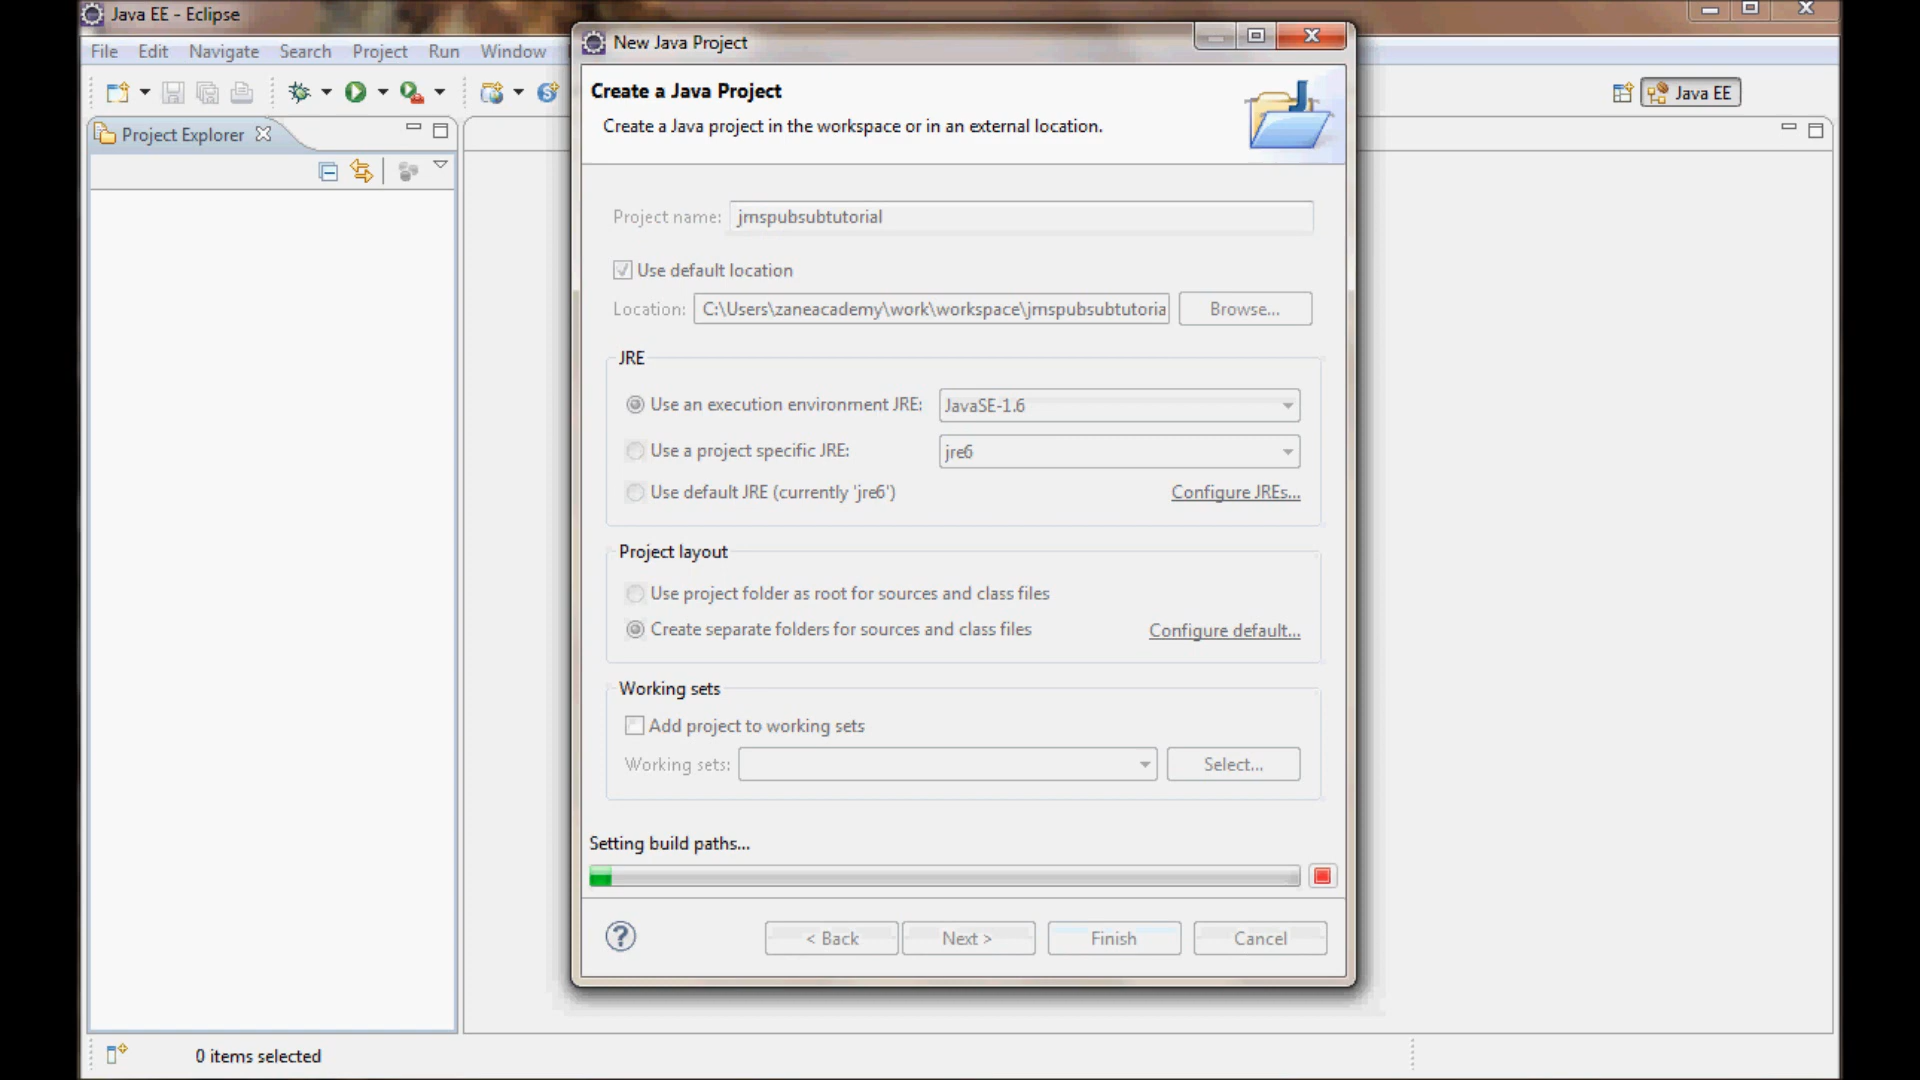 Java EE - Eclipse
File Edit Navigate Search Project Run Window
New Java Project
Create a Java Project
Create a Java project in the workspace or in an external location.
Java EE
Project Explorer
Project name: jmspubsubtutorial
Use default location
Location: C:\Users\zaneacademy\work\workspace\jmspubsubtutoria Browse...
JRE
Use an execution environment JRE: JavaSE-1.6
Use a project specific JRE: jre6
Use default JRE (currently 'jre6') Configure JREs...
Project layout
Use project folder as root for sources and class files
Create separate folders for sources and class files Configure default...
Working sets
Add project to working sets
Working sets: Select...
Setting build paths...
? < Back Next > Finish Cancel
0 items selected